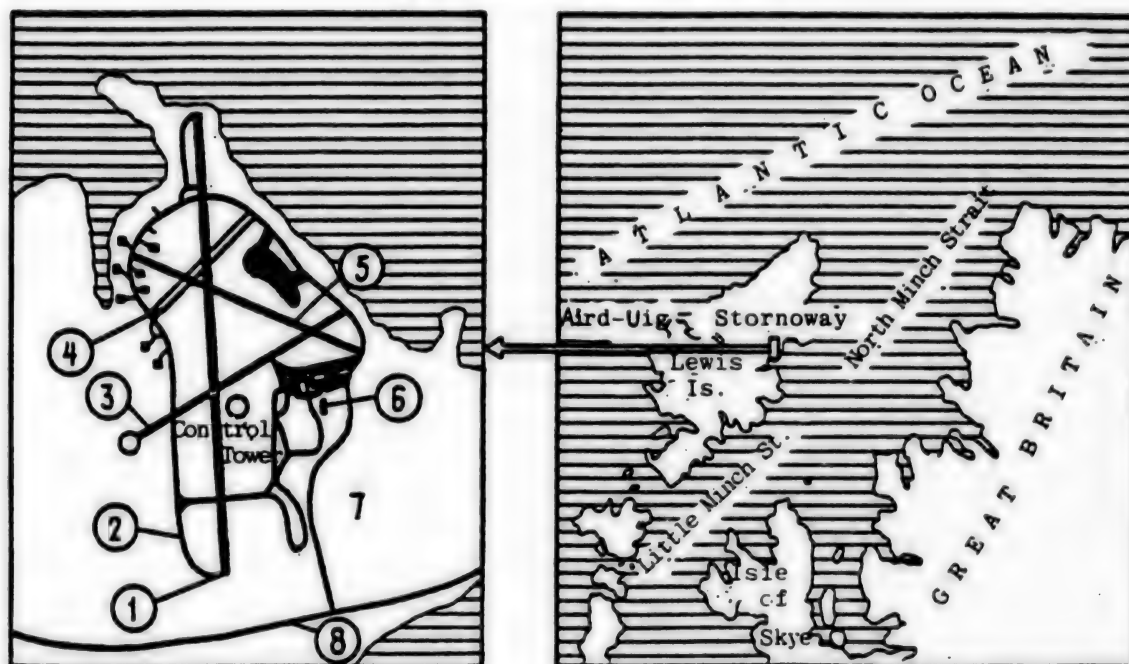 5
4
3
6
Control
Tower
2
7
1
8
ATLANTIC OCEAN
North Minch Strait
Aird-Uig
Stornoway
Lewis
Is.
GREAT BRITAIN
Little Minch St.
Isle
of
Skye